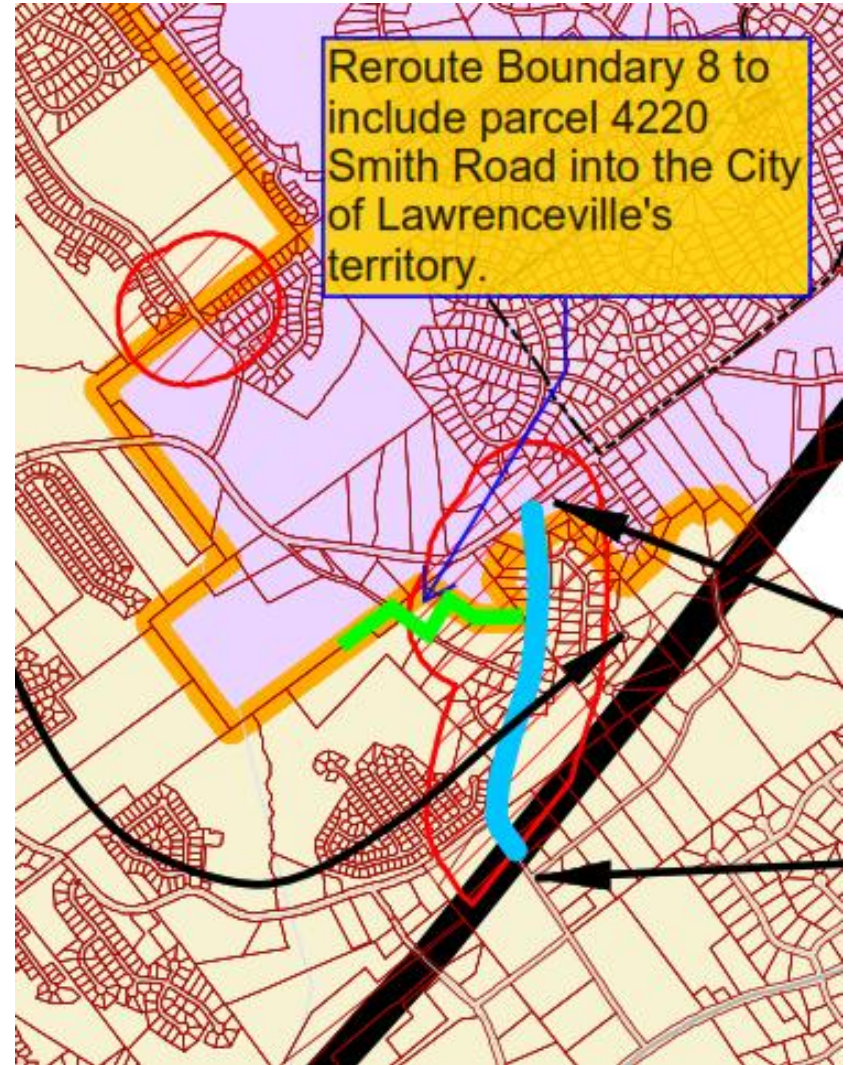 Reroute Boundary 8 to
include parcel 4220
Smith Road into the City
of Lawrenceville's
territory.